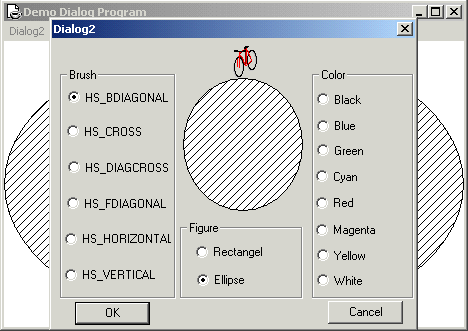 Demo Dialog Program
Dialog2
Dialog2
Brush
HS_BDIAGONAL
HS_CROSS
HS_DIAGCROSS
HS_FDIAGONAL
HS_HORIZONTAL
HS_VERTICAL
Figure
Rectangel
Ellipse
Color
Black
Blue
Green
Cyan
Red
Magenta
Yellow
White
OK
Cancel